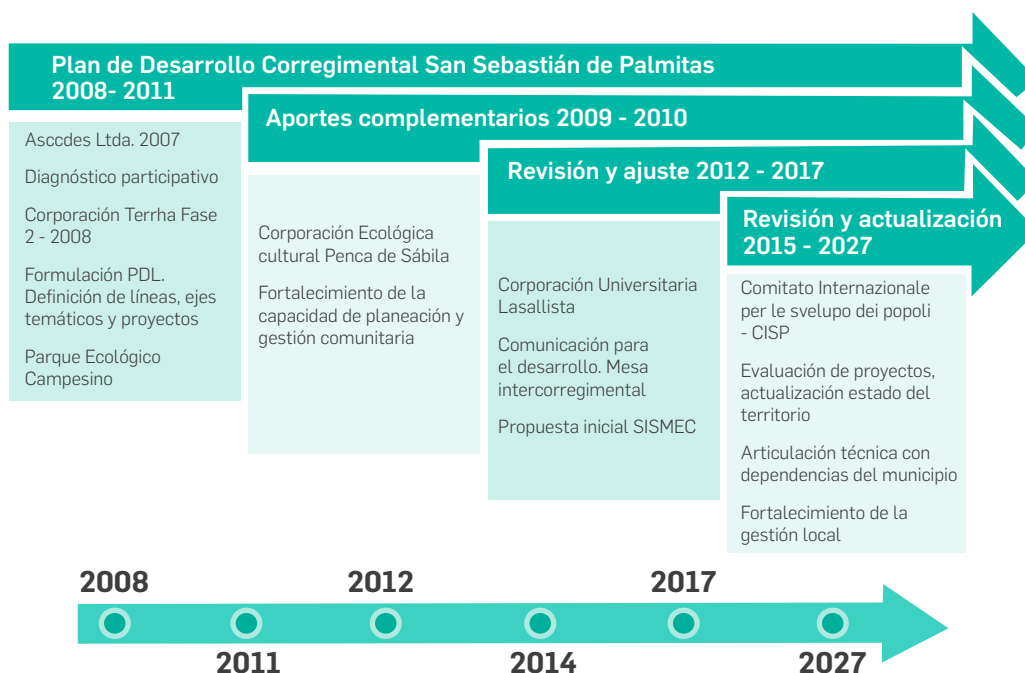 Plan de Desarrollo Corregimental San Sebastián de Palmitas
2008- 2011
Asccdes Ltda. 2007
Diagnóstico participativo
Corporación Terrha Fase
2 - 2008
Formulación PDL.
Definición de líneas, ejes
temáticos y proyectos
Parque Ecológico
Campesino
Aportes complementarios 2009 - 2010
Corporación Ecológica
cultural Penca de Sábila
Fortalecimiento de la
capacidad de planeación y
gestión comunitaria
Revisión y ajuste 2012 - 2017
Corporación Universitaria
Lasallista
Comunicación para
el desarrollo. Mesa
intercorregimental
Propuesta inicial SISMEC
Revisión y actualización
2015 - 2027
Comitato Internazionale
per le svelupo dei popoli
- CISP
Evaluación de proyectos,
actualización estado del
territorio
Articulación técnica con
dependencias del municipio
Fortalecimiento de la
gestión local
2008
2011
2012
2014
2017
2027